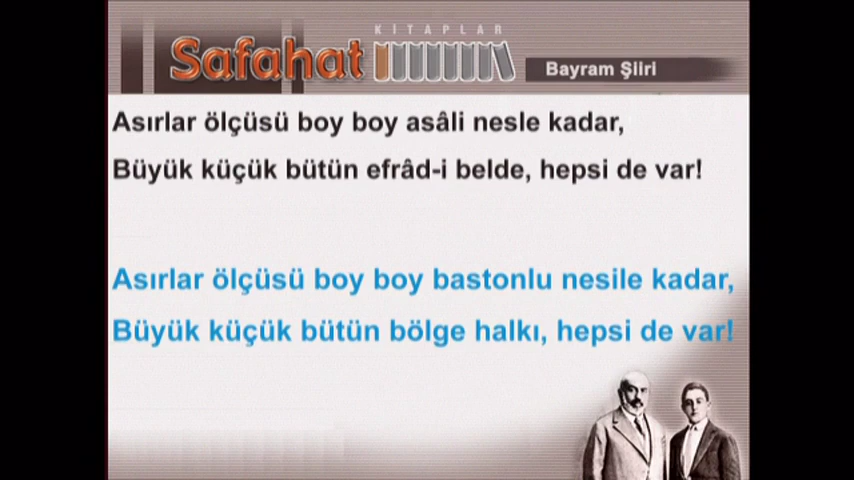 KİTAPLAR
Safahat
Bayram Şiiri
Asırlar ölçüsü boy boy asâli nesle kadar,
Büyük küçük bütün efrâd-i belde, hepsi de var!
Asırlar ölçüsü boy boy bastonlu nesile kadar,
Büyük küçük bütün bölge halkı, hepsi de var!